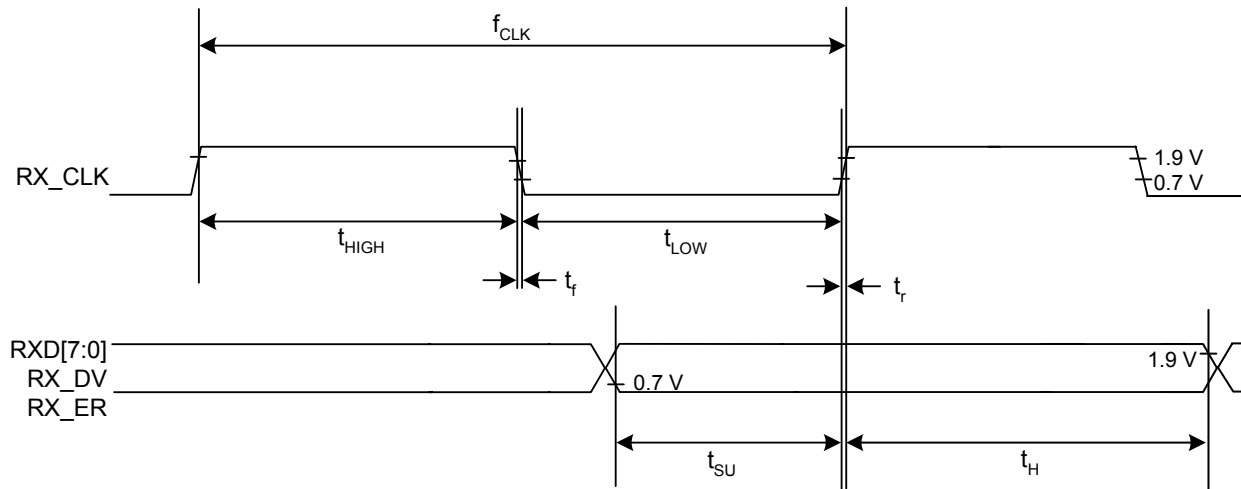 fCLK
RX_CLK
1.9 V
0.7 V
tHIGH
tLOW
tf
tr
RXD[7:0]
RX_DV
RX_ER
0.7 V
1.9 V
tSU
tH